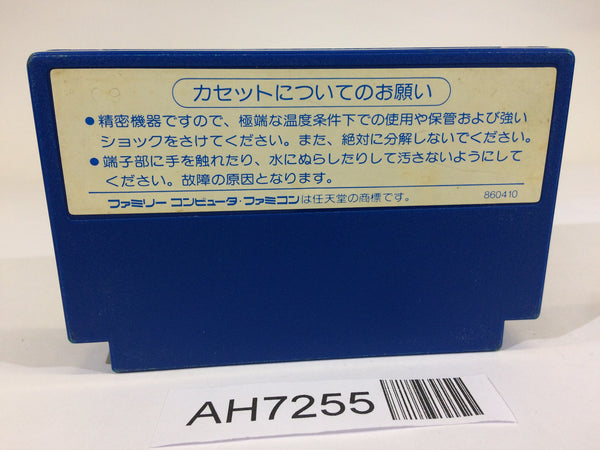 カセットについてのお願い
●精密機器ですので、極端な温度条件下での使用や保管および強い
ショックをさけてください。また、絶対に分解しないでください。
●端子部に手を触れたり、水にぬらしたりして汚さないようにして
ください。故障の原因となります。
ファミリーコンピュータ・ファミコンは任天堂の商標です。 860410
AH7255